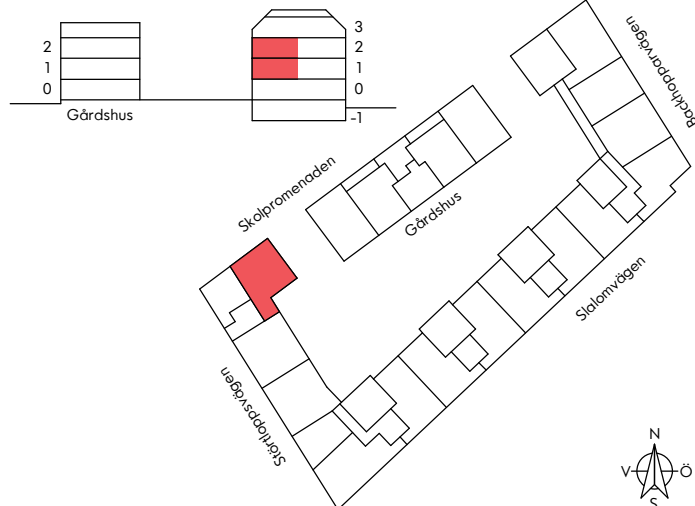 3
2
2
1
1
0
0
-1
Gårdshus
Backhopparvägen
Skolpromenaden
Gårdshus
Slalomvägen
Störtloppsvägen
N
V
Ö
S